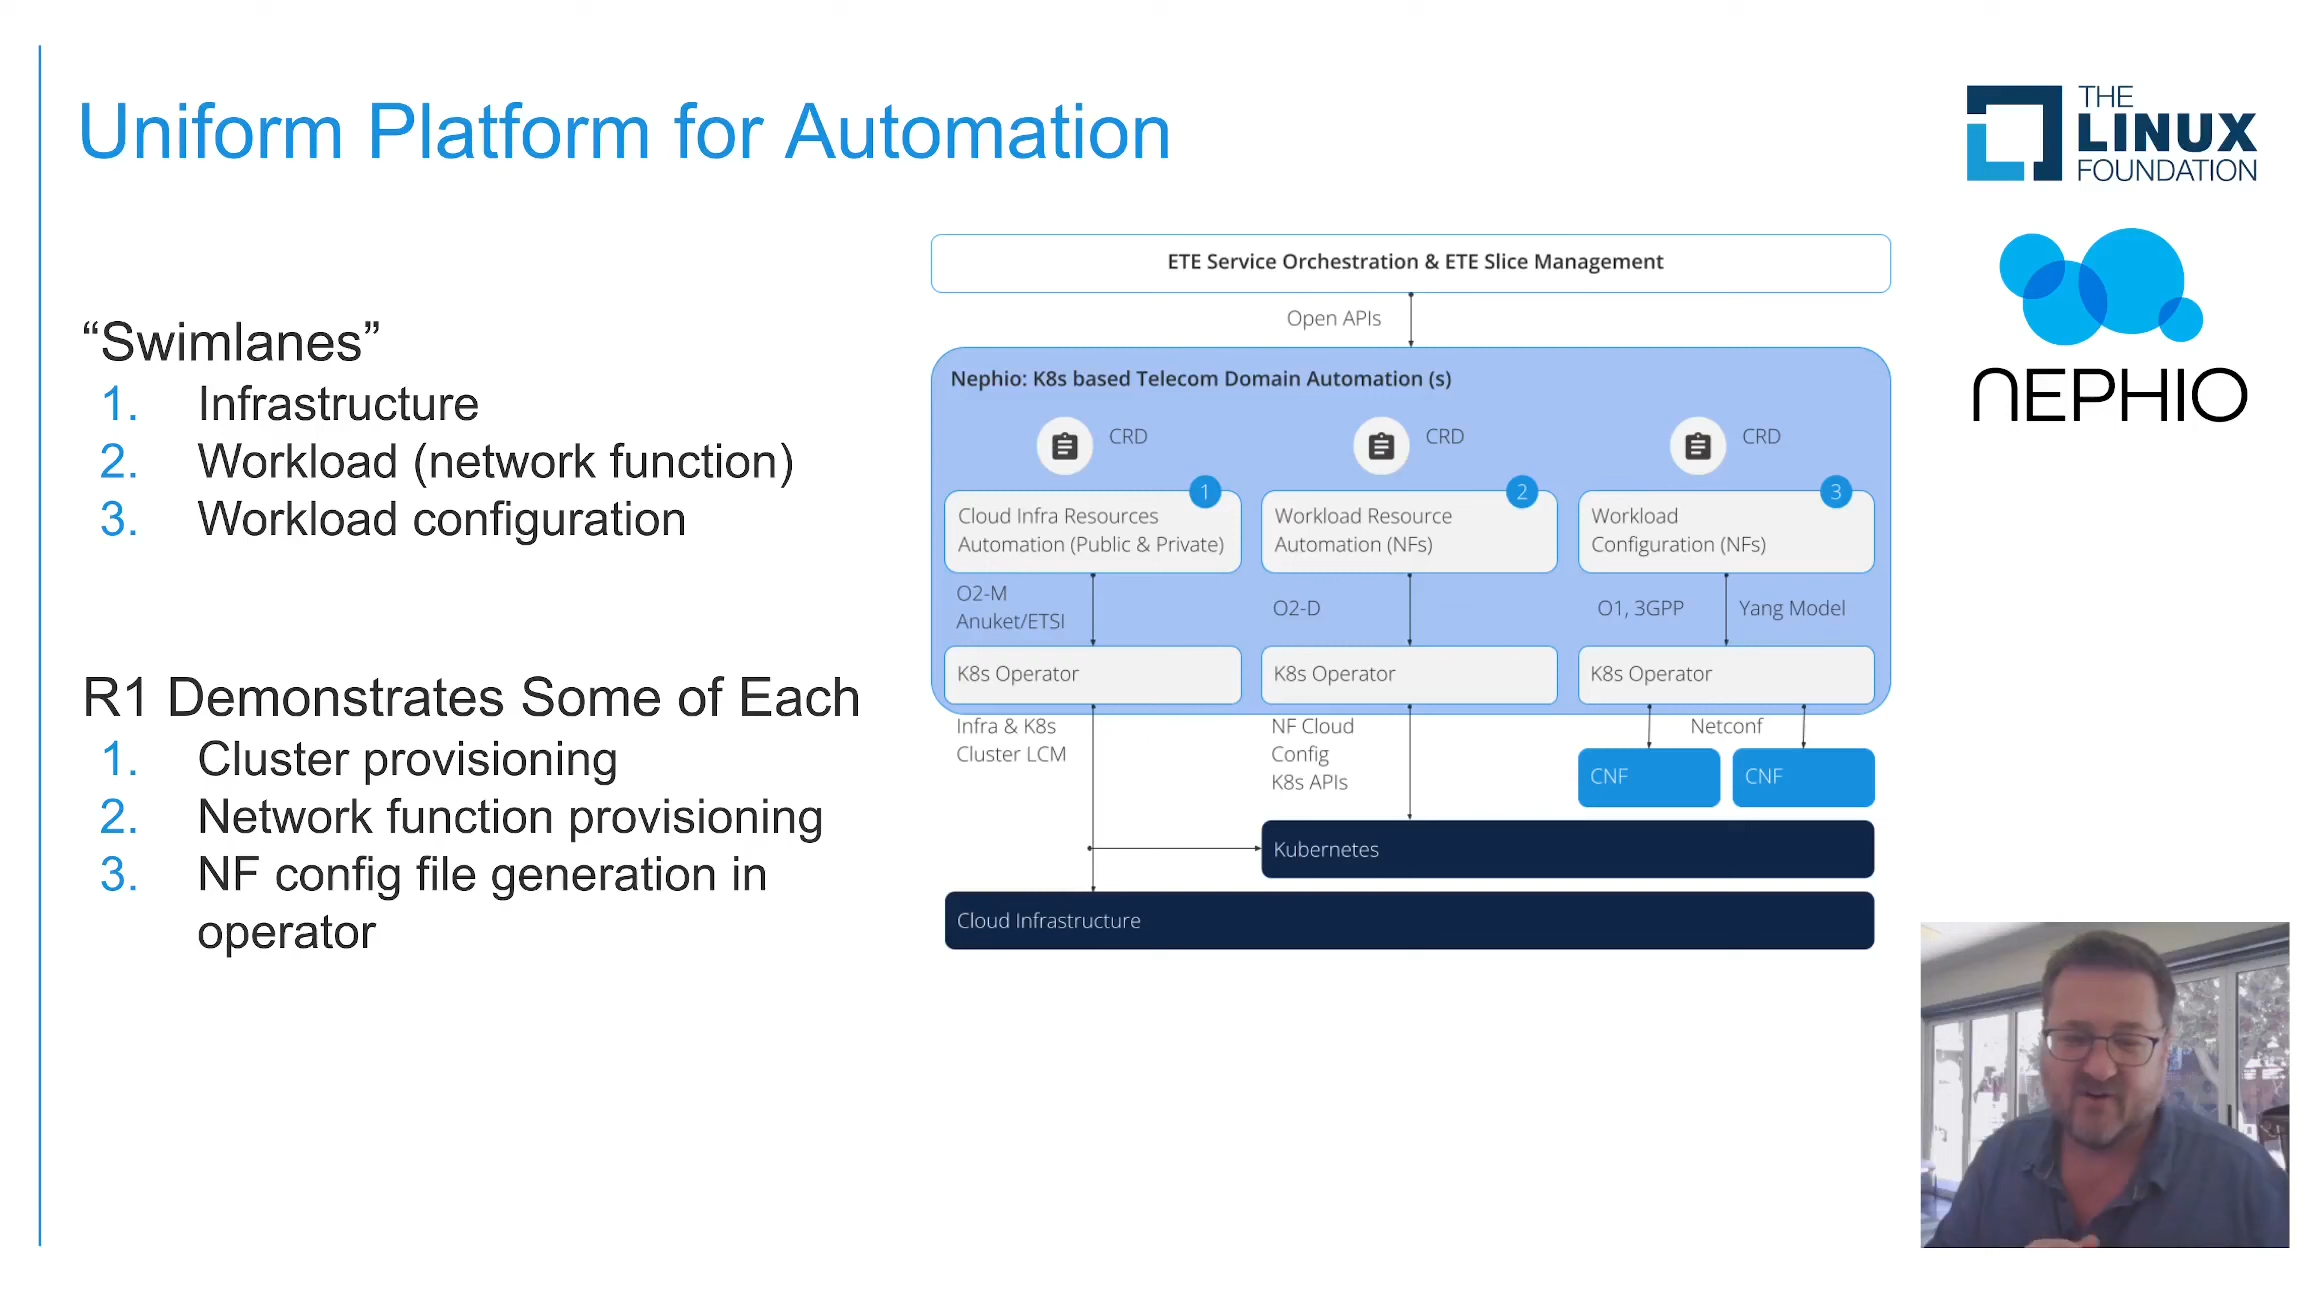 Uniform Platform for Automation
THE
LINUX
FOUNDATION
NEPHIO
“Swimlanes”
1. Infrastructure
2. Workload (network function)
3. Workload configuration
R1 Demonstrates Some of Each
1. Cluster provisioning
2. Network function provisioning
3. NF config file generation in
operator
ETE Service Orchestration & ETE Slice Management
Open APIs
Nephio: K8s based Telecom Domain Automation (s)
CRD
CRD
CRD
1
Cloud Infra Resources
Automation (Public & Private)
2
Workload Resource
Automation (NFs)
3
Workload
Configuration (NFs)
O2-M
Anuket/ETSI
O2-D
O1, 3GPP
Yang Model
K8s Operator
K8s Operator
K8s Operator
Infra & K8s
Cluster LCM
NF Cloud
Config
K8s APIs
Netconf
CNF
CNF
Kubernetes
Cloud Infrastructure